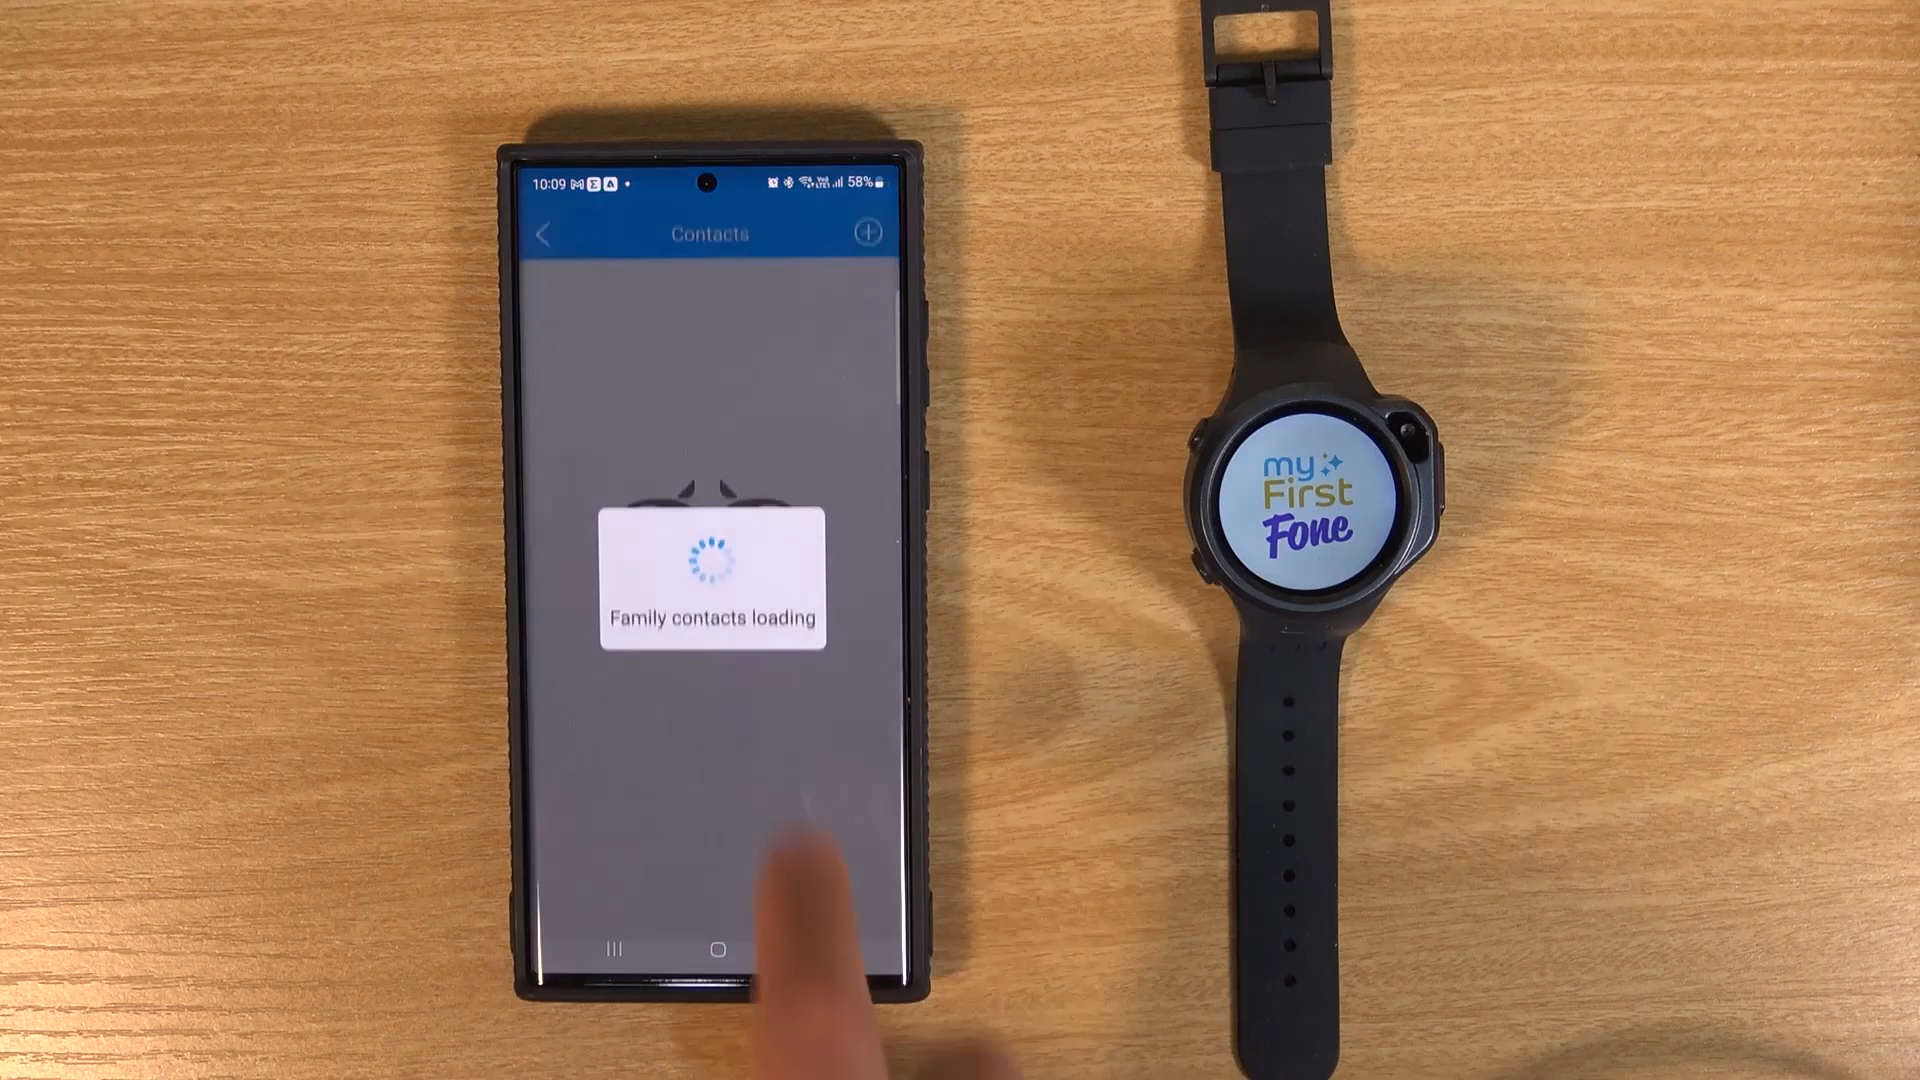 10:09
58%
Contacts
Family contacts loading
my
First
Fone